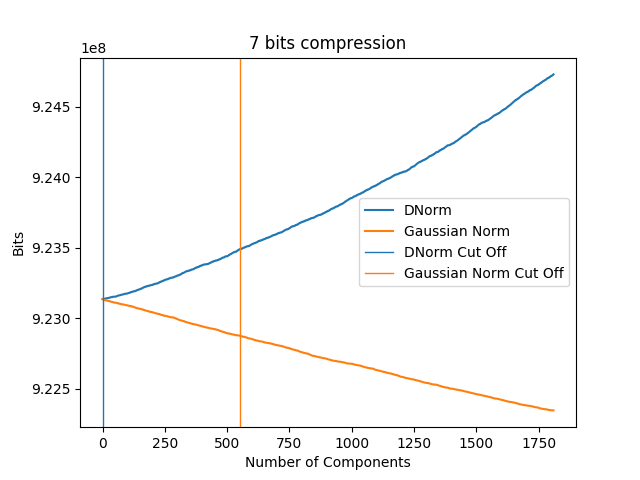 7 bits compression
1e8
9.245
9.240
9.235
9.230
9.225
Bits
DNorm
Gaussian Norm
DNorm Cut Off
Gaussian Norm Cut Off
0 250 500 750 1000 1250 1500 1750
Number of Components